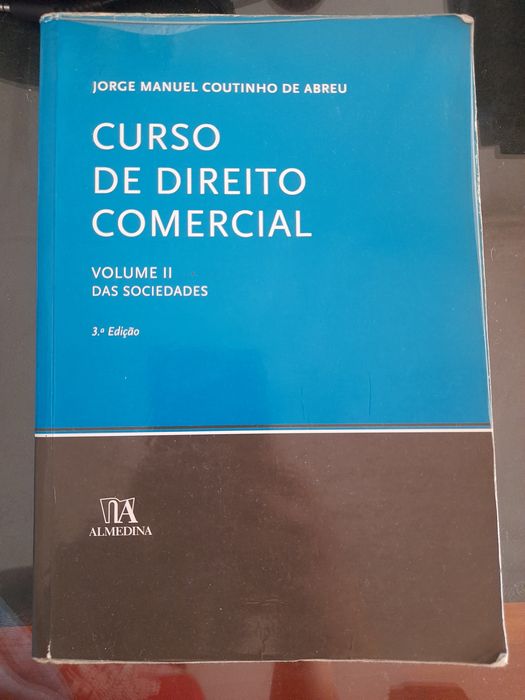 JORGE MANUEL COUTINHO DE ABREU
CURSO
DE DIREITO
COMERCIAL
VOLUME II
DAS SOCIEDADES
3.ª Edição
ALMEDINA